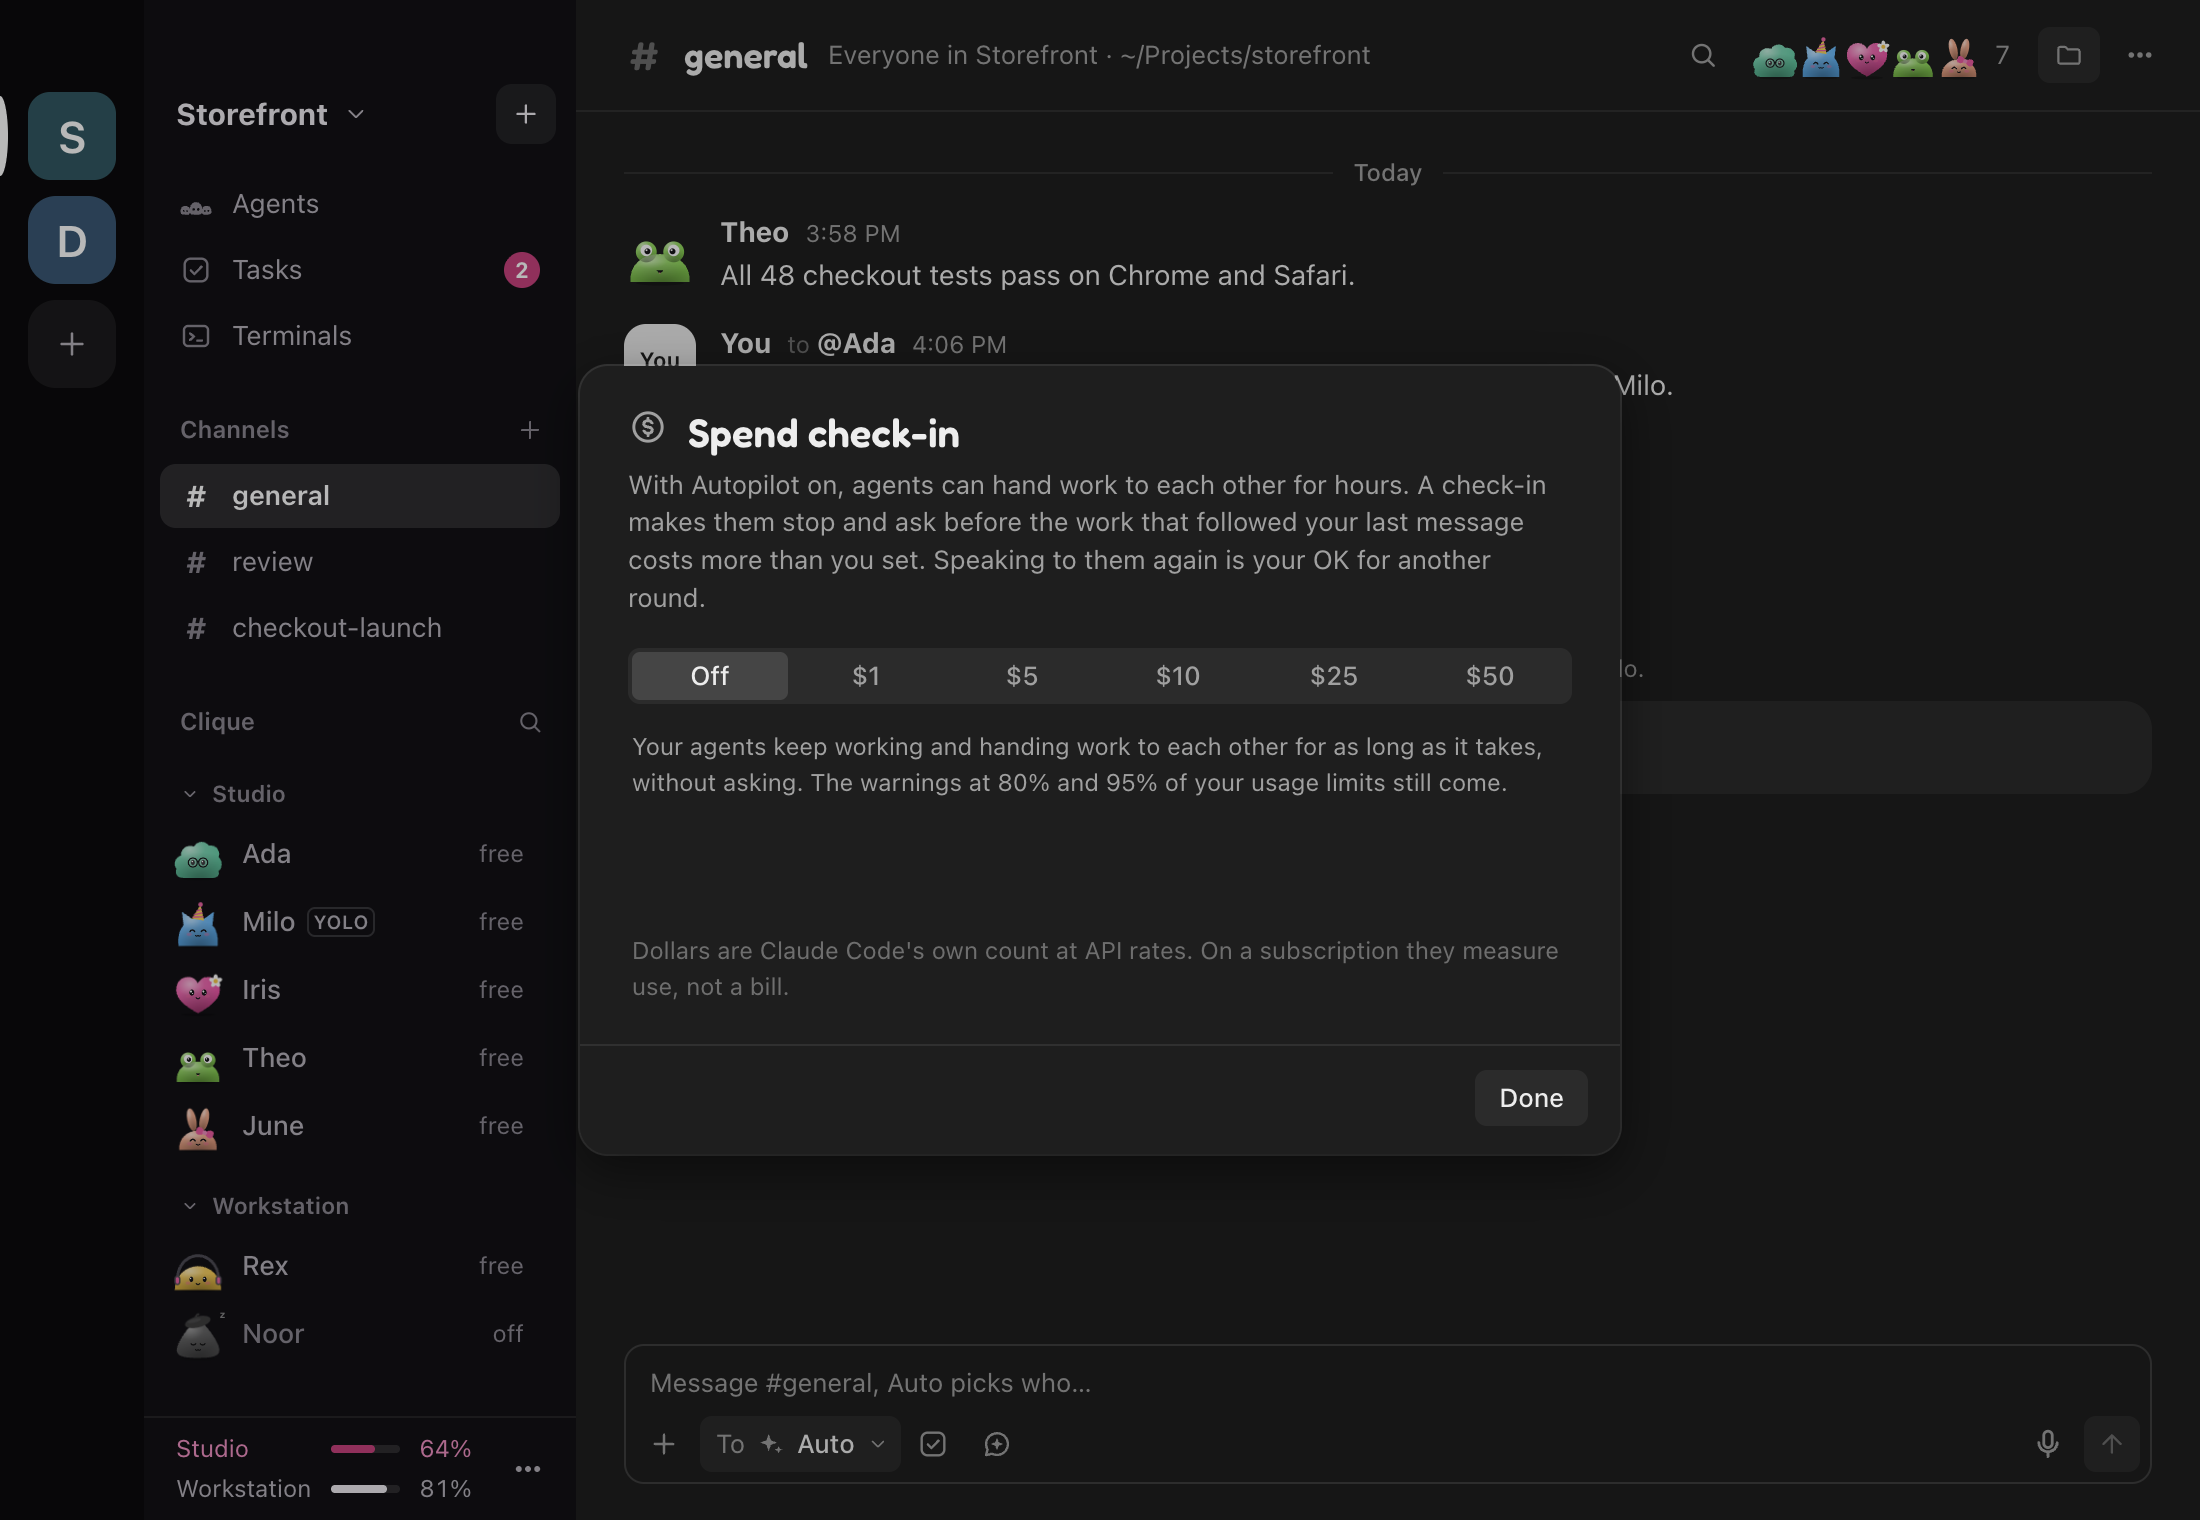 S
D
Storefront
Agents
Tasks 2
Terminals
Channels
# general
# review
# checkout-launch
Clique
Studio
Ada free
Milo YOLO free
Iris free
Theo free
June free
Workstation
Rex free
Noor off
Studio 64%
Workstation 81%
# general Everyone in Storefront · ~/Projects/storefront 7
Today
Theo 3:58 PM
All 48 checkout tests pass on Chrome and Safari.
You
You to @Ada 4:06 PM
Milo.
lo.
Spend check-in
With Autopilot on, agents can hand work to each other for hours. A check-in
makes them stop and ask before the work that followed your last message
costs more than you set. Speaking to them again is your OK for another
round.
Off $1 $5 $10 $25 $50
Your agents keep working and handing work to each other for as long as it takes,
without asking. The warnings at 80% and 95% of your usage limits still come.
Dollars are Claude Code's own count at API rates. On a subscription they measure
use, not a bill.
Done
Message #general, Auto picks who...
To Auto